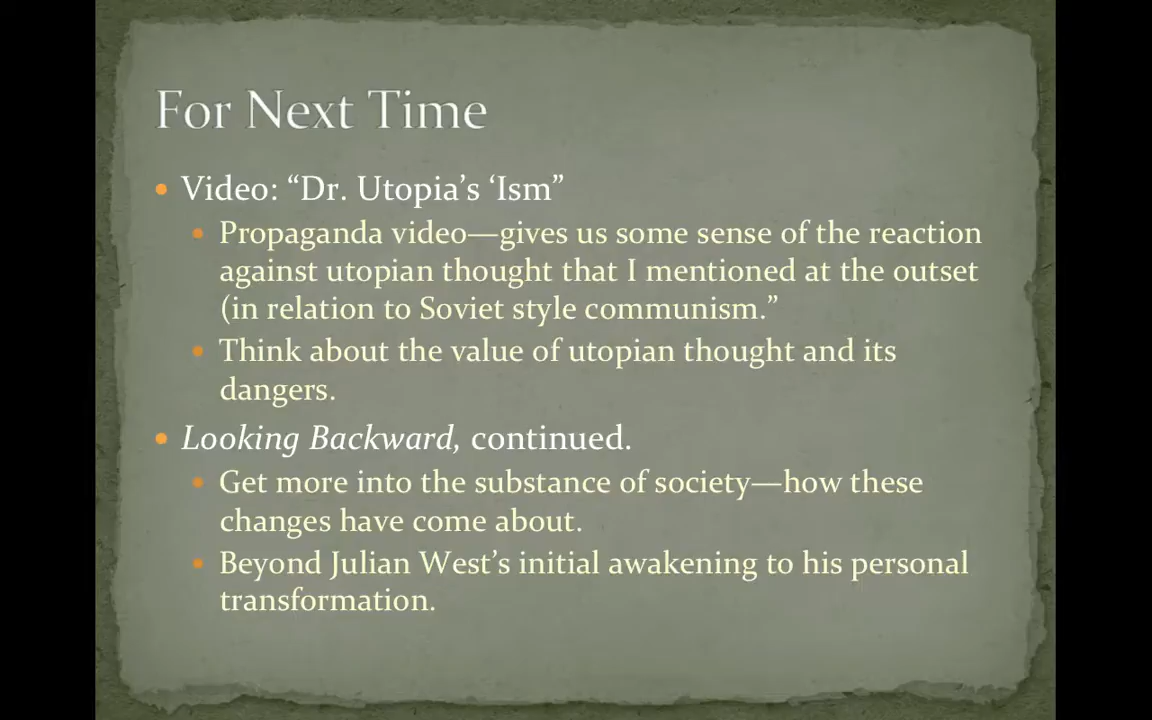 For Next Time
• Video: “Dr. Utopia’s ‘Ism”
• Propaganda video—gives us some sense of the reaction
against utopian thought that I mentioned at the outset
(in relation to Soviet style communism.”
• Think about the value of utopian thought and its
dangers.
• Looking Backward, continued.
• Get more into the substance of society—how these
changes have come about.
• Beyond Julian West’s initial awakening to his personal
transformation.